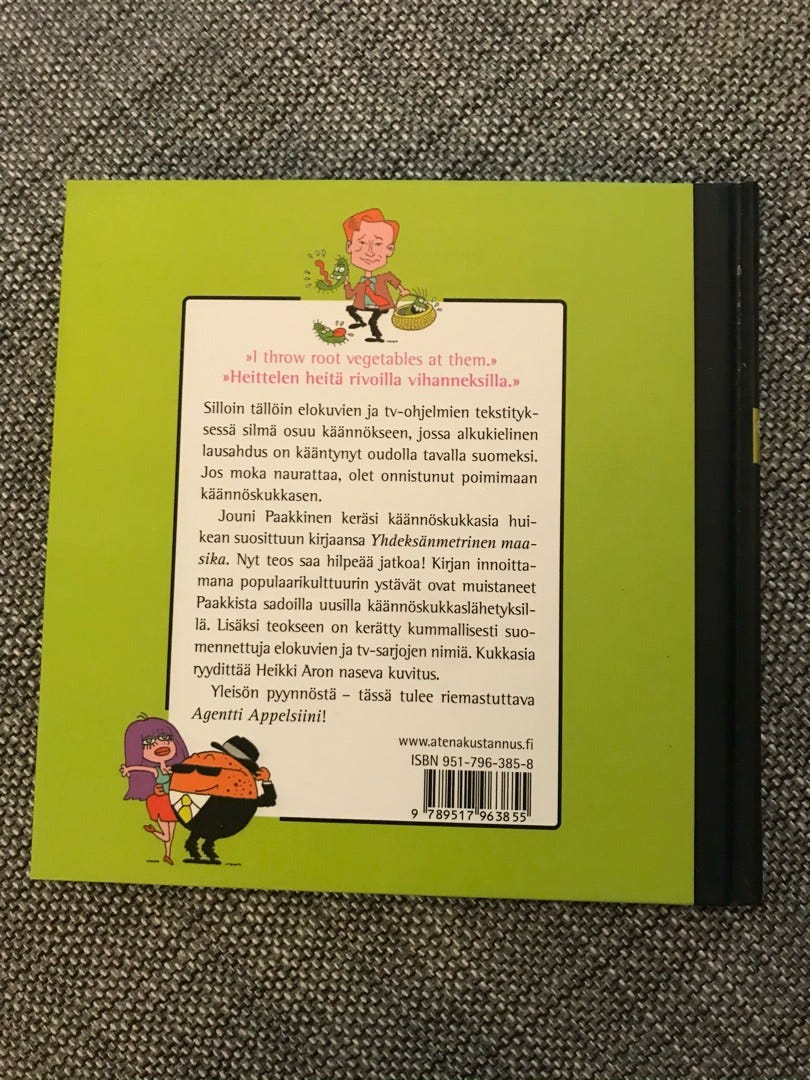 »I throw root vegetables at them.»
»Heittelen heitä rivoilla vihanneksilla.»
Silloin tällöin elokuvien ja tv-ohjelmien tekstityk-
sessä silmä osuu käännökseen, jossa alkukielinen
lausahdus on kääntynyt oudolla tavalla suomeksi.
Jos moka naurattaa, olet onnistunut poimimaan
käännöskukkasen.
Jouni Paakkinen keräsi käännöskukkasia hui-
kean suosittuun kirjaansa Yhdeksänmetrinen maa-
sika. Nyt teos saa hilpeää jatkoa! Kirjan innoitta-
mana populaarikulttuurin ystävät ovat muistaneet
Paakkista sadoilla uusilla käännöskukkaslähetyksil-
lä. Lisäksi teokseen on kerätty kummallisesti suo-
mennettuja elokuvien ja tv-sarjojen nimiä. Kukkasia
ryydittää Heikki Aron naseva kuvitus.
Yleisön pyynnöstä – tässä tulee riemastuttava
Agentti Appelsiini!
www.atenakustannus.fi
ISBN 951-796-385-8
9 789517 963855